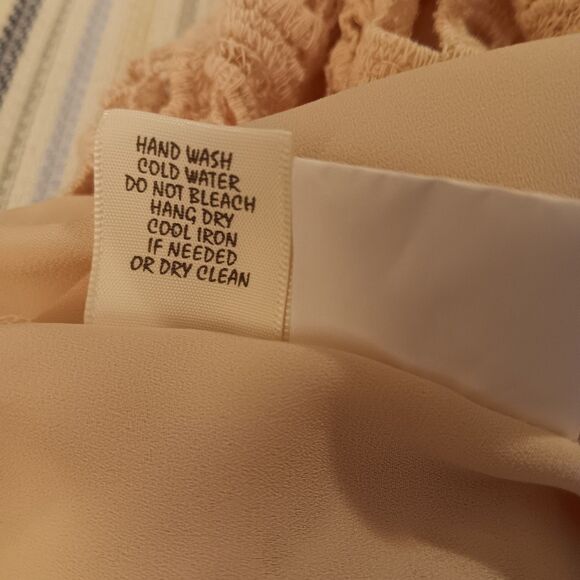 HAND WASH
COLD WATER
DO NOT BLEACH
HANG DRY
COOL IRON
IF NEEDED
OR DRY CLEAN